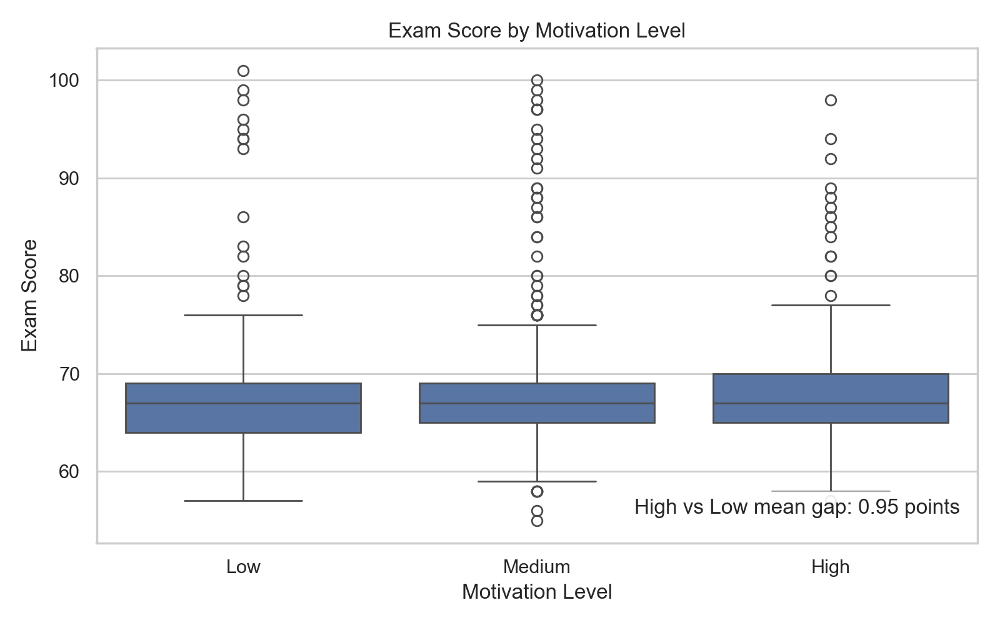 Exam Score by Motivation Level
100
90
80
70
60
Exam Score
High vs Low mean gap: 0.95 points
Low
Medium
High
Motivation Level